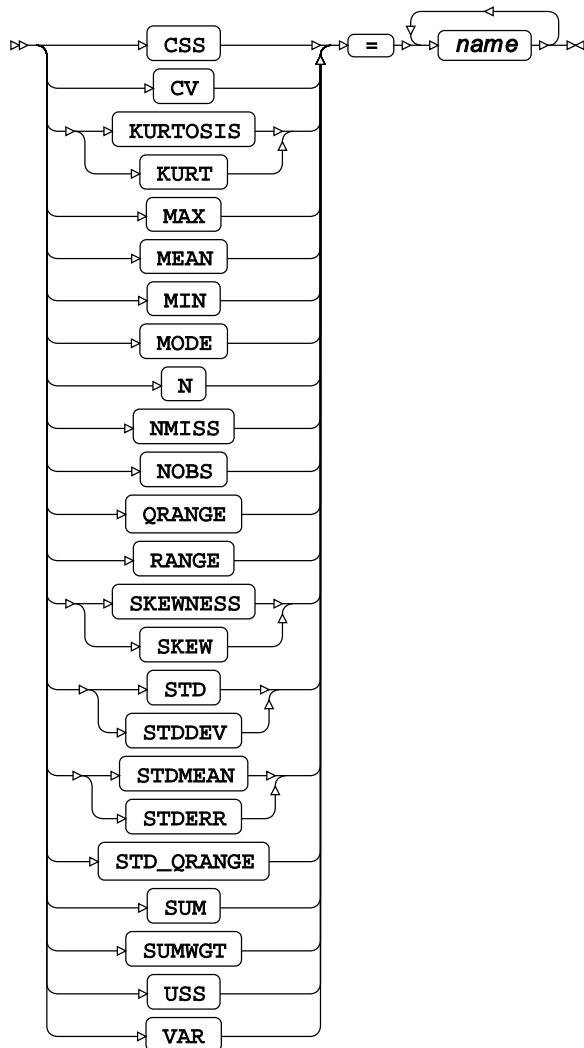 CSS = name
CV
KURTOSIS
KURT
MAX
MEAN
MIN
MODE
N
NMISS
NOBS
QRANGE
RANGE
SKEWNESS
SKEW
STD
STDDEV
STDMEAN
STDERR
STD_QRANGE
SUM
SUMWGT
USS
VAR